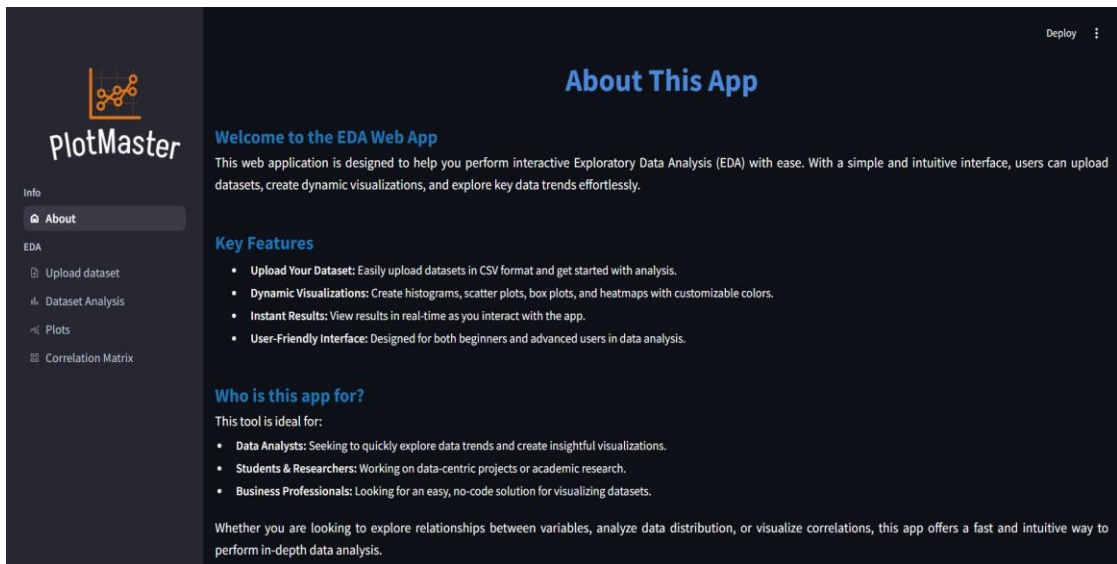 Deploy
PlotMaster
Info
About
EDA
Upload dataset
Dataset Analysis
Plots
Correlation Matrix
About This App
Welcome to the EDA Web App
This web application is designed to help you perform interactive Exploratory Data Analysis (EDA) with ease. With a simple and intuitive interface, users can upload
datasets, create dynamic visualizations, and explore key data trends effortlessly.
Key Features
• Upload Your Dataset: Easily upload datasets in CSV format and get started with analysis.
• Dynamic Visualizations: Create histograms, scatter plots, box plots, and heatmaps with customizable colors.
• Instant Results: View results in real-time as you interact with the app.
• User-Friendly Interface: Designed for both beginners and advanced users in data analysis.
Who is this app for?
This tool is ideal for:
• Data Analysts: Seeking to quickly explore data trends and create insightful visualizations.
• Students & Researchers: Working on data-centric projects or academic research.
• Business Professionals: Looking for an easy, no-code solution for visualizing datasets.
Whether you are looking to explore relationships between variables, analyze data distribution, or visualize correlations, this app offers a fast and intuitive way to
perform in-depth data analysis.